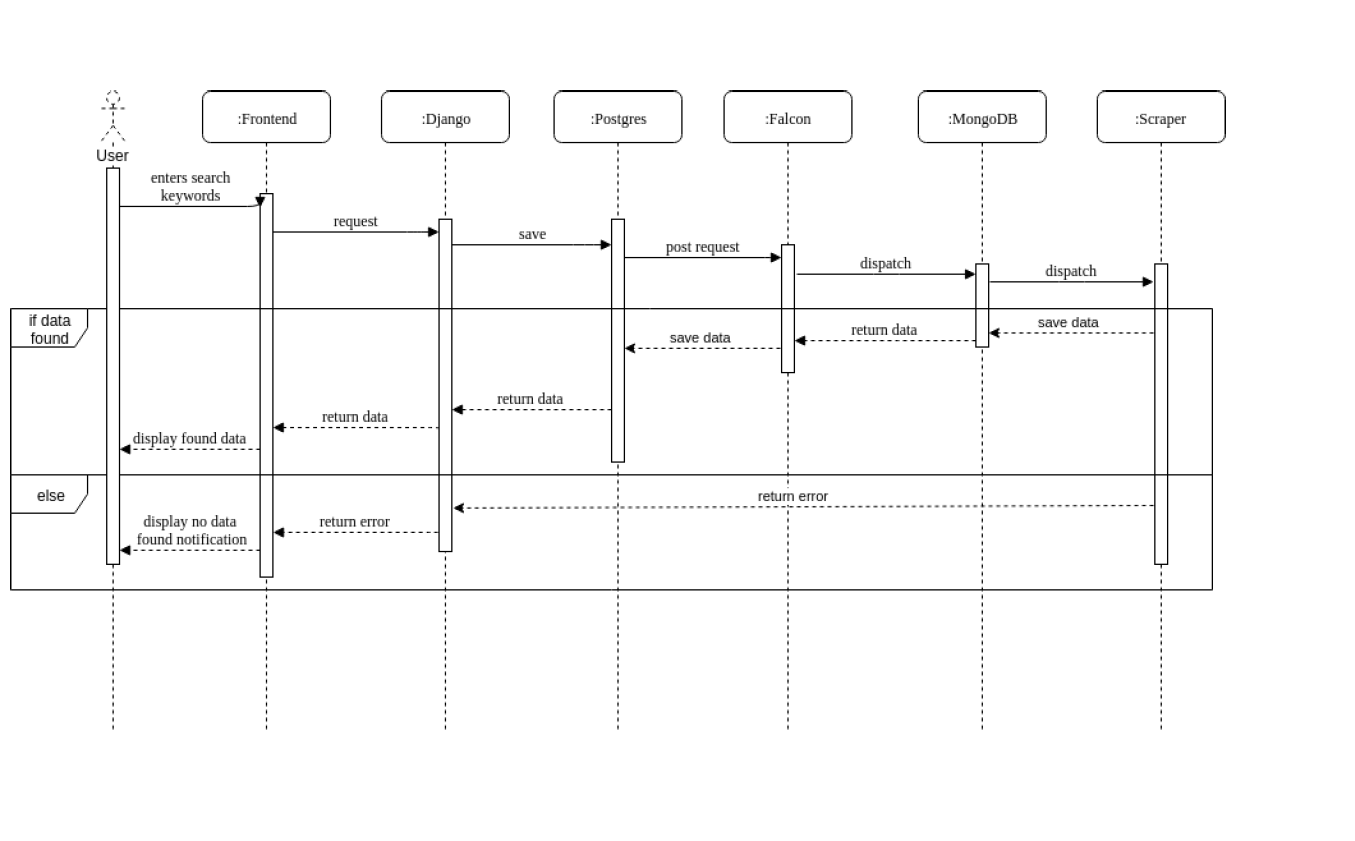 :Frontend
:Django
:Postgres
:Falcon
:MongoDB
:Scraper
User
enters search
keywords
request
save
post request
dispatch
dispatch
if data
found
save data
return data
save data
return data
return data
display found data
else
return error
display no data
found notification
return error